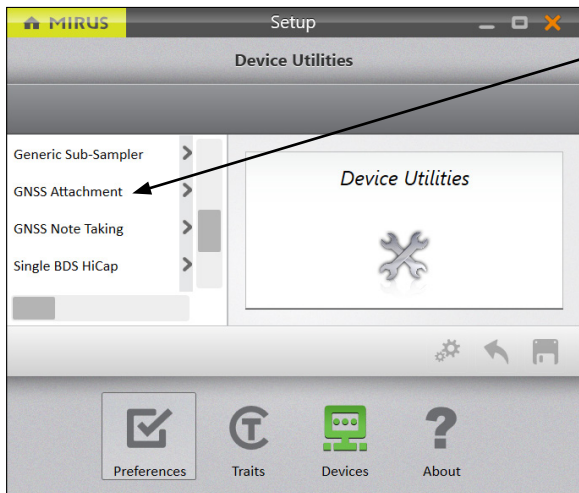 MIRUS Setup
Device Utilities
Generic Sub-Sampler
GNSS Attachment
GNSS Note Taking
Single BDS HiCap
Device Utilities
Preferences Traits Devices About